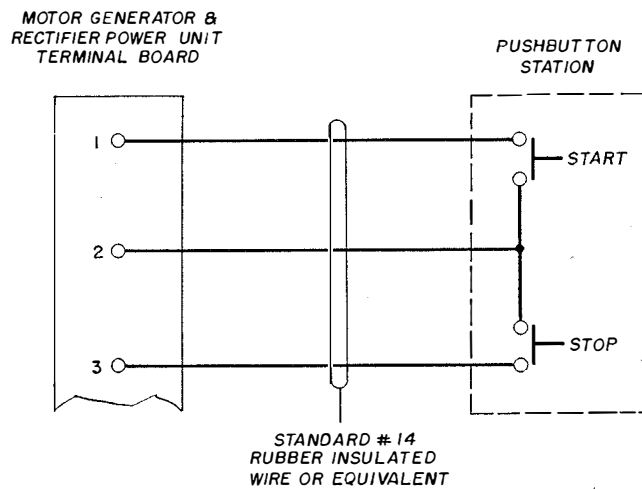 MOTOR GENERATOR &
RECTIFIER POWER UNIT
TERMINAL BOARD
PUSHBUTTON
STATION
1
START
2
3
STOP
STANDARD #14
RUBBER INSULATED
WIRE OR EQUIVALENT